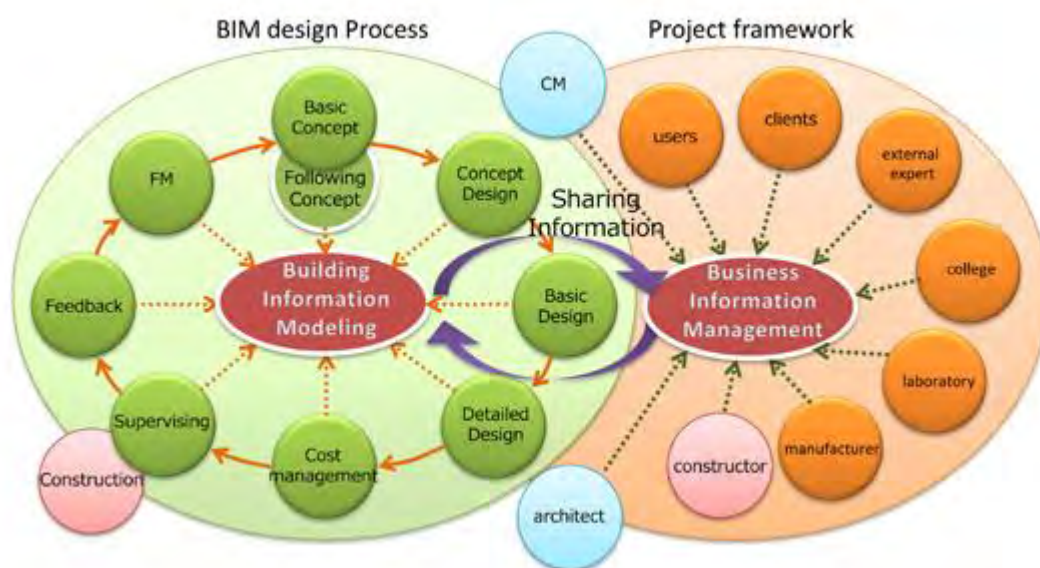 BIM design Process
Project framework
Basic
Concept
Following
Concept
Concept
Design
Basic
Design
Detailed
Design
Cost
management
Supervising
Construction
Feedback
FM
Building
Information
Modeling
Sharing
Information
Business
Information
Management
CM
users
clients
external
expert
college
laboratory
manufacturer
constructor
architect